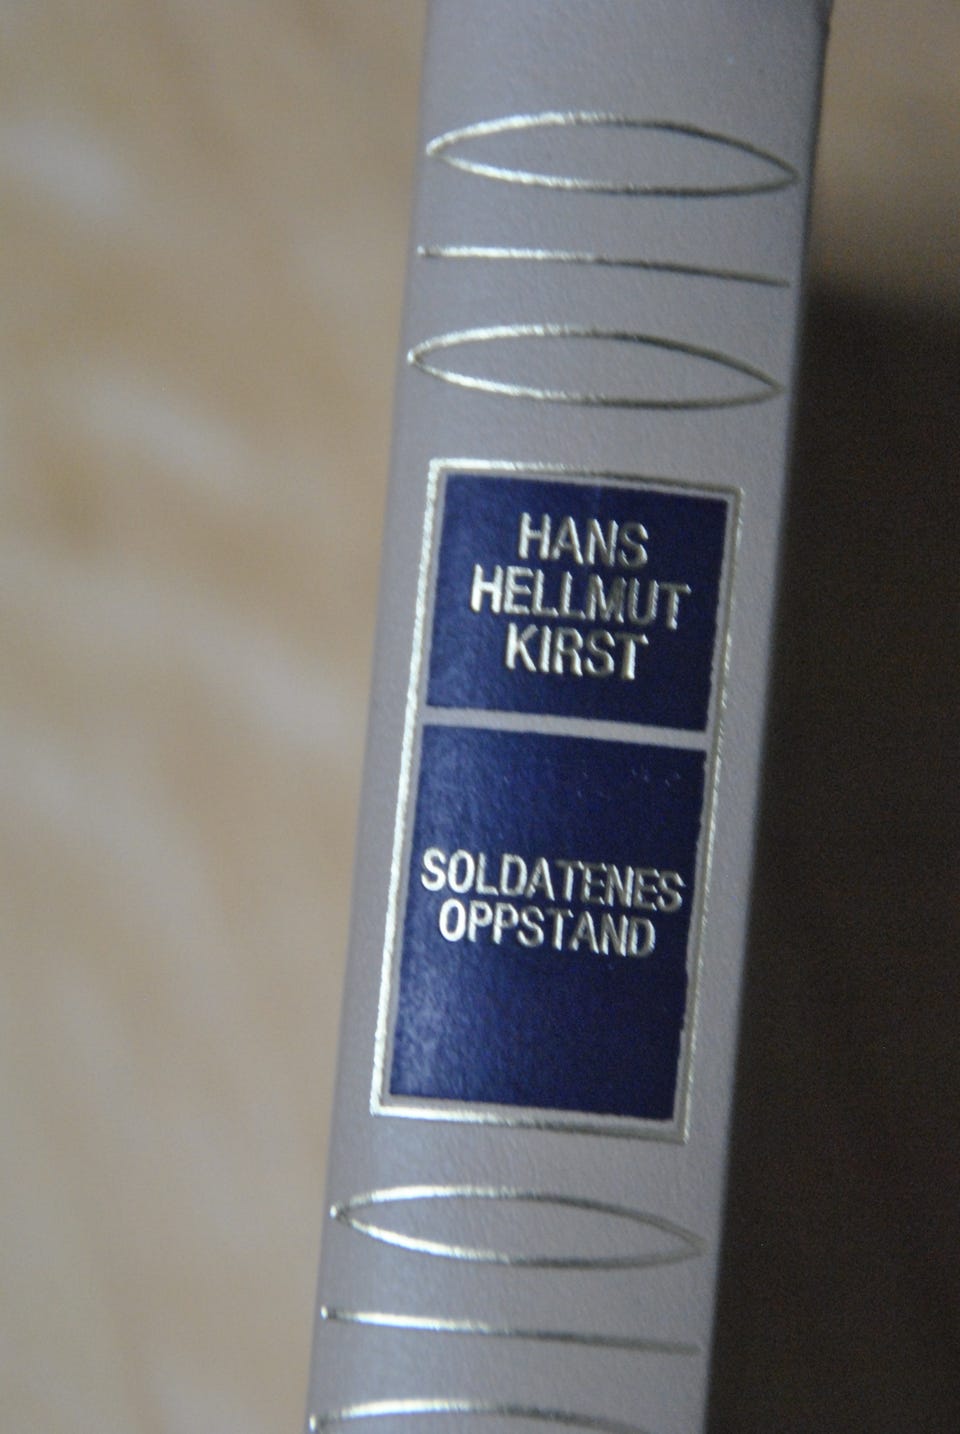 HANS
HELLMUT
KIRST
SOLDATENES
OPPSTAND